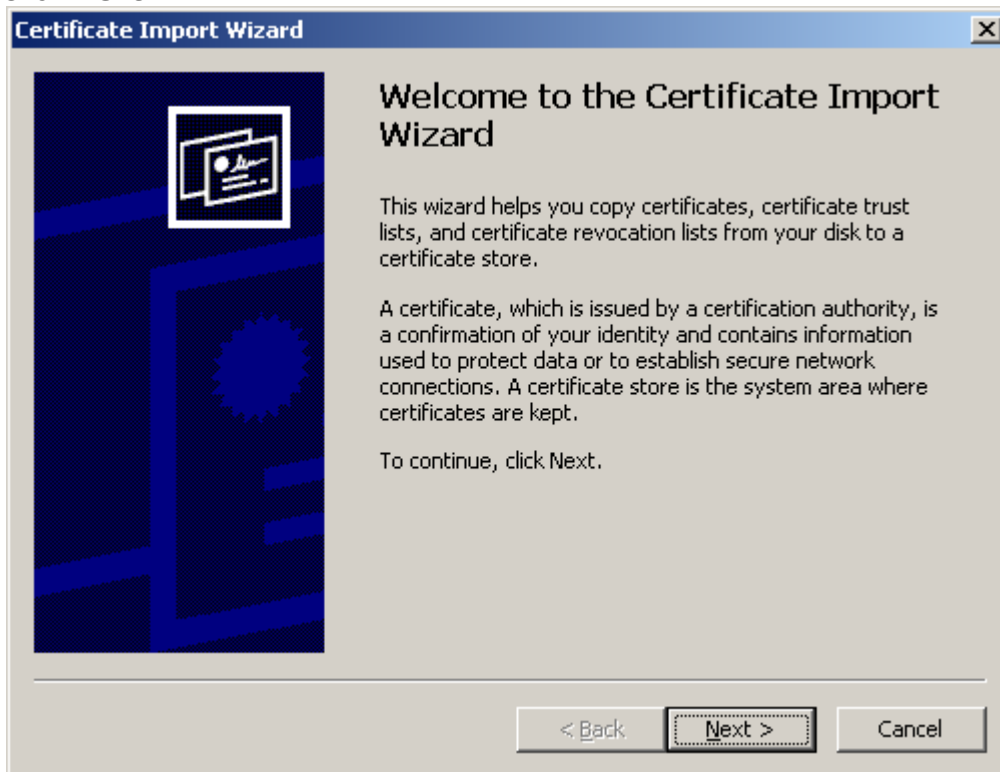 Certificate Import Wizard
Welcome to the Certificate Import
Wizard
This wizard helps you copy certificates, certificate trust
lists, and certificate revocation lists from your disk to a
certificate store.
A certificate, which is issued by a certification authority, is
a confirmation of your identity and contains information
used to protect data or to establish secure network
connections. A certificate store is the system area where
certificates are kept.
To continue, click Next.
< Back Next > Cancel